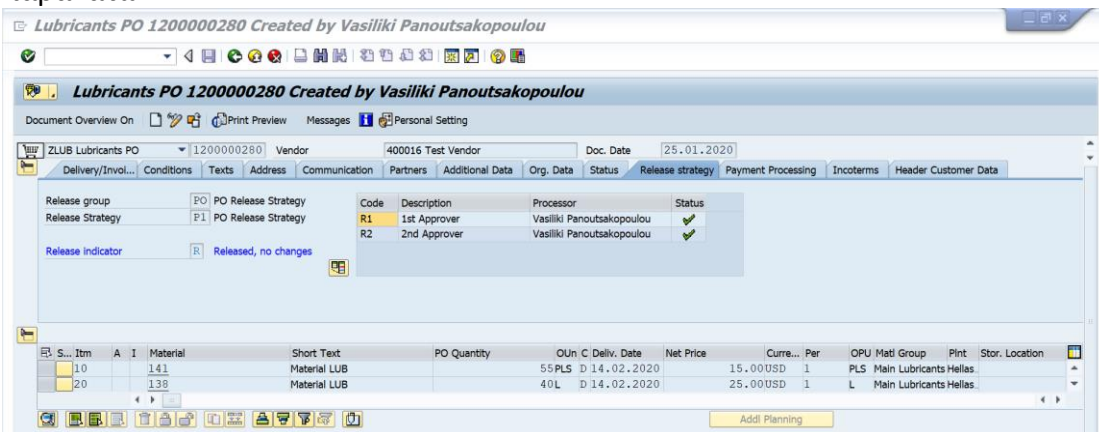 Lubricants PO 1200000280 Created by Vasiliki Panoutsakopoulou
Lubricants PO 1200000280 Created by Vasiliki Panoutsakopoulou
Document Overview On Print Preview Messages Personal Setting
ZLUB Lubricants PO 1200000280 Vendor 400016 Test Vendor Doc. Date 25.01.2020
Delivery/Invoi... Conditions Texts Address Communication Partners Additional Data Org. Data Status Release strategy Payment Processing Incoterms Header Customer Data
Release group PO PO Release Strategy Code Description Processor Status
Release Strategy P1 PO Release Strategy R1 1st Approver Vasiliki Panoutsakopoulou
R2 2nd Approver Vasiliki Panoutsakopoulou
Release indicator R Released, no changes
S... Itm A I Material Short Text PO Quantity OUn C Deliv. Date Net Price Curre... Per OPU Matl Group Plnt Stor. Location
10 141 Material LUB 55 PLS D 14.02.2020 15.00 USD 1 PLS Main Lubricants Hellas..
20 138 Material LUB 40 L D 14.02.2020 25.00 USD 1 L Main Lubricants Hellas..
Addl Planning